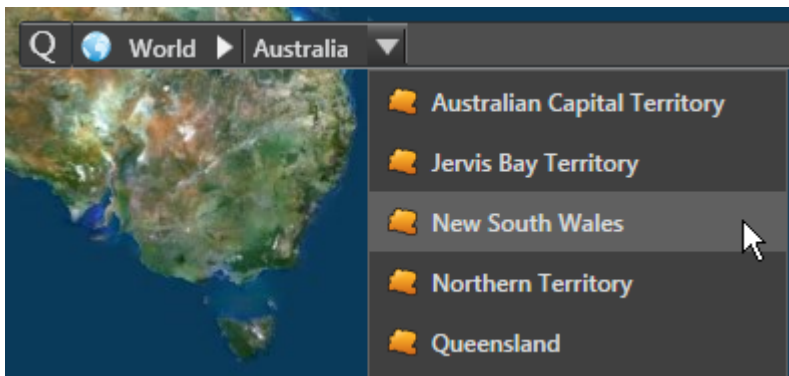 Q World Australia
Australian Capital Territory
Jervis Bay Territory
New South Wales
Northern Territory
Queensland